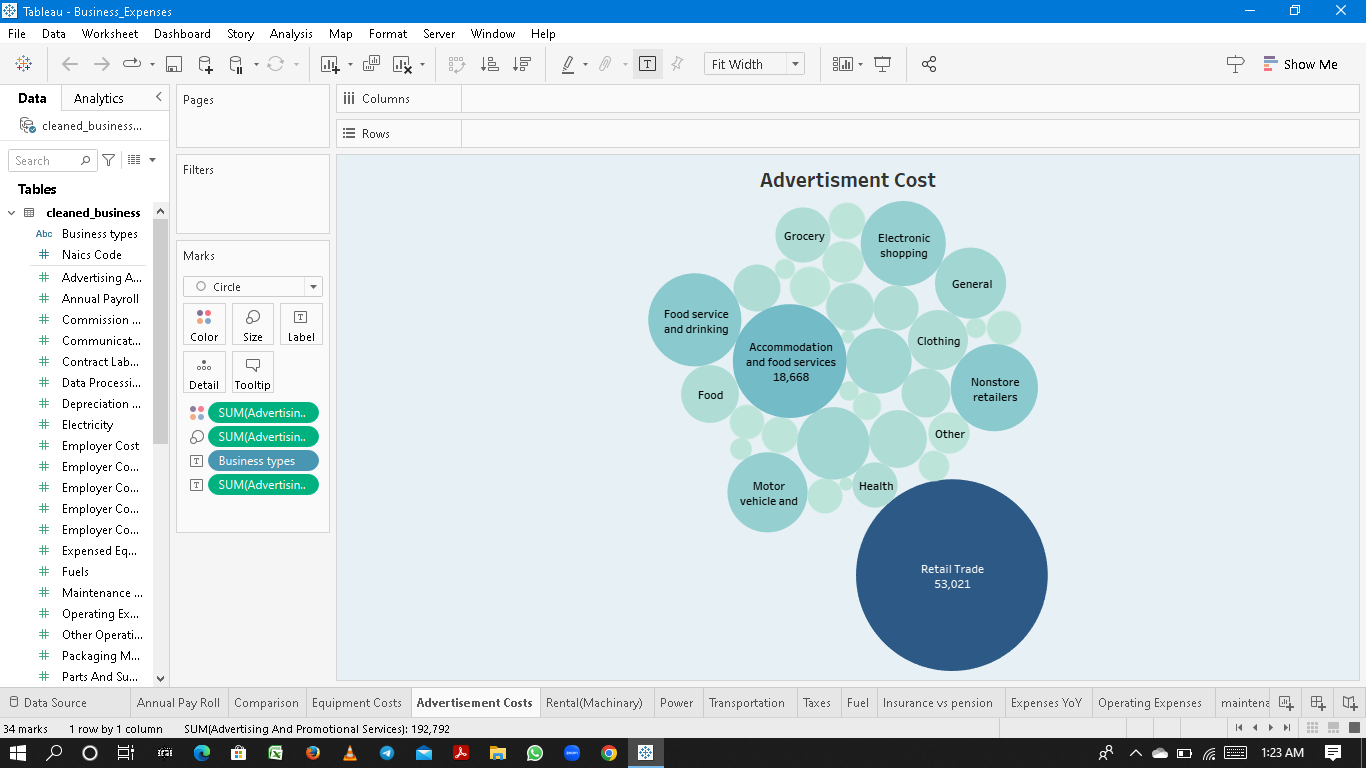 Tableau - Business_Expenses
File Data Worksheet Dashboard Story Analysis Map Format Server Window Help
Fit Width
Show Me
Data Analytics
cleaned_business...
Search
Tables
cleaned_business
Abc Business types
Naics Code
Advertising A...
Annual Payroll
Commission ...
Communicat...
Contract Lab...
Data Processi...
Depreciation ...
Electricity
Employer Cost
Employer Co...
Employer Co...
Employer Co...
Employer Co...
Expensed Eq...
Fuels
Maintenance ...
Operating Ex...
Other Operati...
Packaging M...
Parts And Su...
Pages
Filters
Marks
Circle
Color Size Label
Detail Tooltip
SUM(Advertisin..
SUM(Advertisin..
Business types
SUM(Advertisin..
Columns
Rows
Advertisment Cost
Grocery
Electronic
shopping
General
Food service
and drinking
Accommodation
and food services
18,668
Clothing
Nonstore
retailers
Food
Other
Motor
vehicle and
Health
Retail Trade
53,021
Data Source Annual Pay Roll Comparison Equipment Costs Advertisement Costs Rental(Machinary) Power Transportation Taxes Fuel Insurance vs pension Expenses YoY Operating Expenses maintena
34 marks 1 row by 1 column SUM(Advertising And Promotional Services): 192,792
1:23 AM